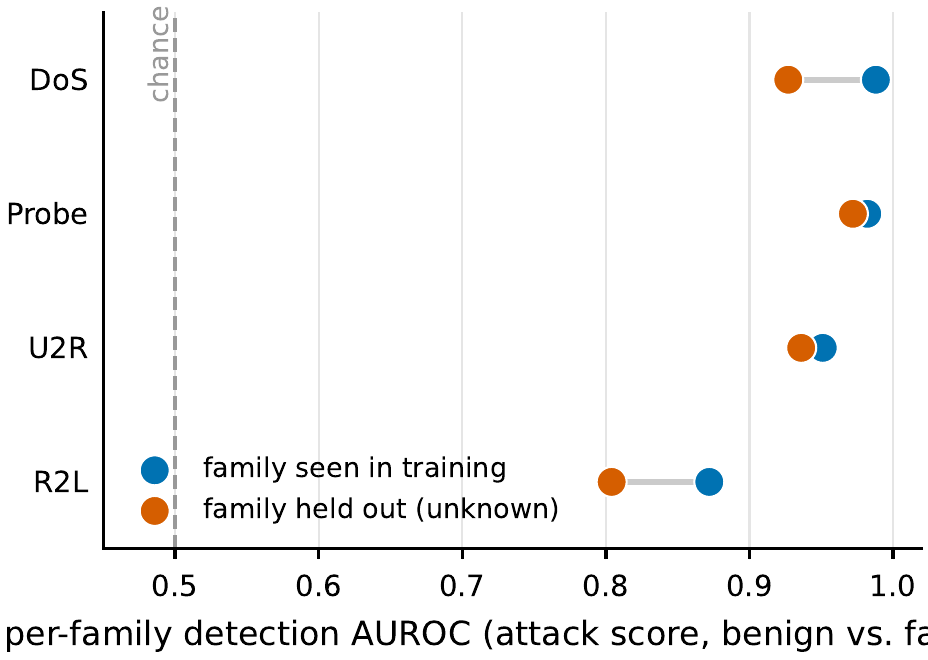 chance
DoS
Probe
U2R
R2L
family seen in training
family held out (unknown)
0.5 0.6 0.7 0.8 0.9 1.0
per-family detection AUROC (attack score, benign vs. fa